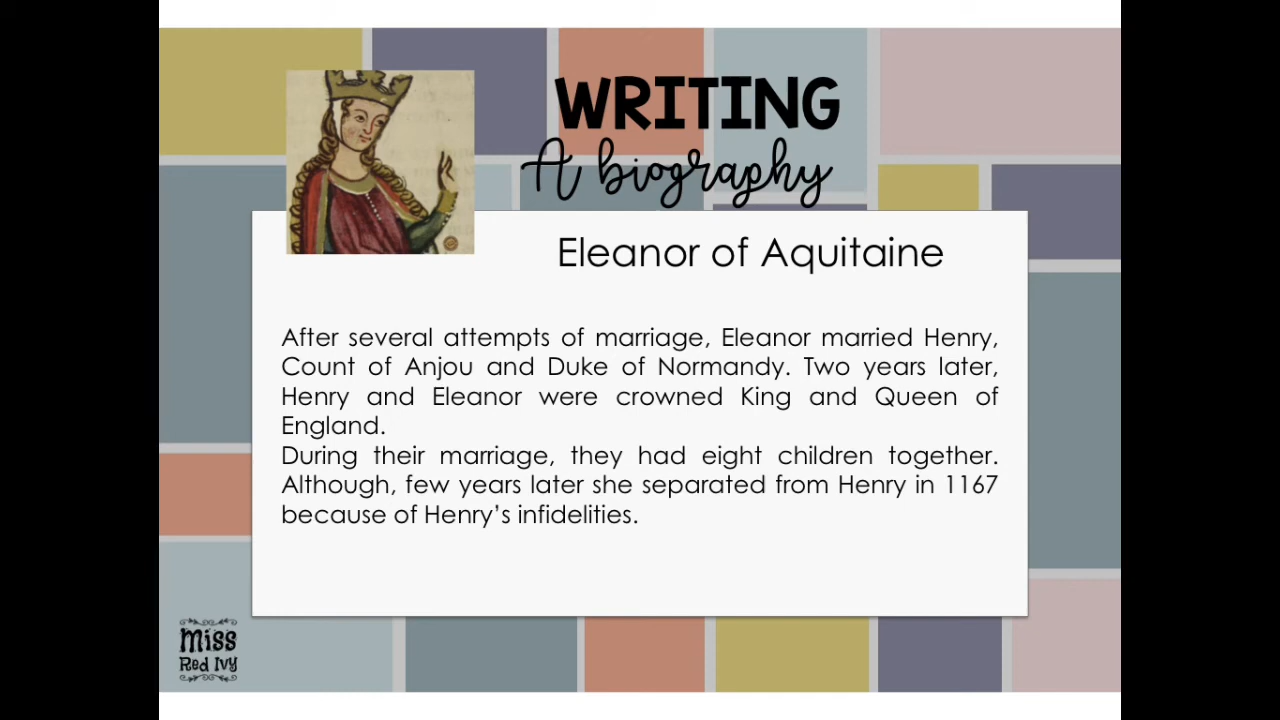 WRITING
A biography
Eleanor of Aquitaine
After several attempts of marriage, Eleanor married Henry,
Count of Anjou and Duke of Normandy. Two years later,
Henry and Eleanor were crowned King and Queen of
England.
During their marriage, they had eight children together.
Although, few years later she separated from Henry in 1167
because of Henry’s infidelities.
Miss
Red Ivy